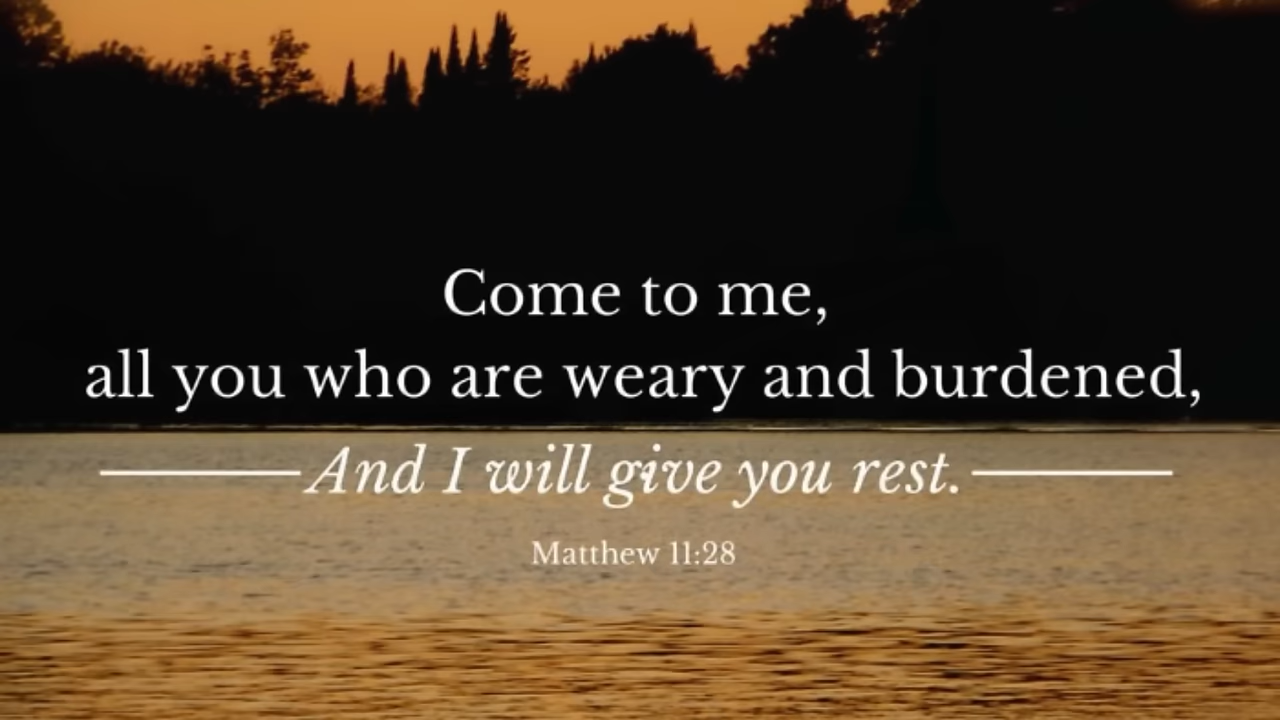 Come to me,
all you who are weary and burdened,
And I will give you rest.
Matthew 11:28